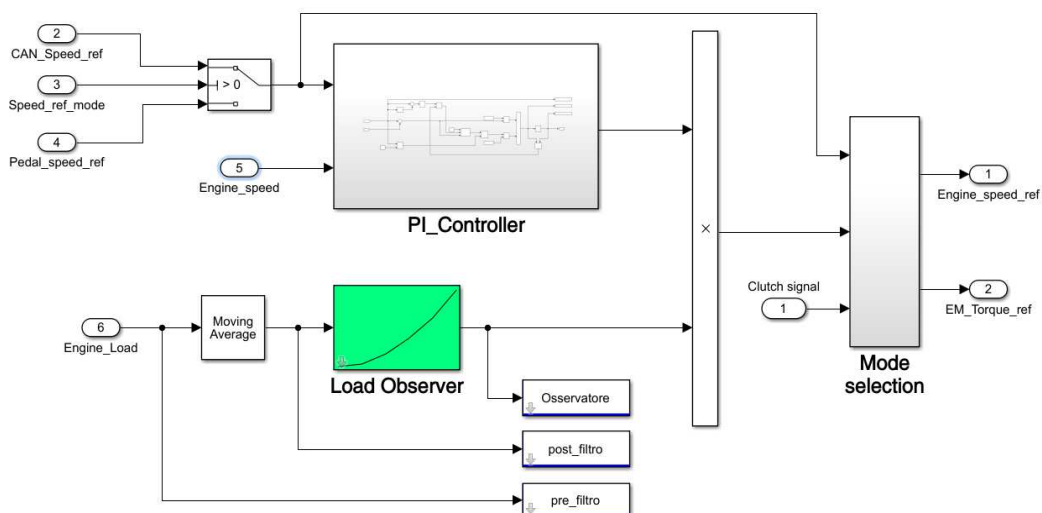 2
CAN_Speed_ref
3
Speed_ref_mode
> 0
4
Pedal_speed_ref
5
Engine_speed
PI_Controller
×
1
Engine_speed_ref
Clutch signal
1
2
EM_Torque_ref
Mode
selection
6
Engine_Load
Moving
Average
Load Observer
Osservatore
post_filtro
pre_filtro